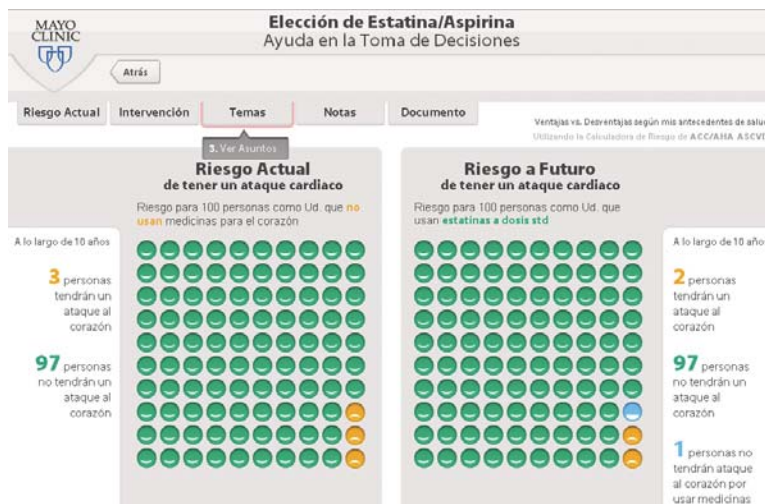 MAYO
CLINIC
Elección de Estatina/Aspirina
Ayuda en la Toma de Decisiones
Atrás
Riesgo Actual
Intervención
Temas
Notas
Documento
3. Ver Asuntos
Ventajas vs. Desventajas según mis antecedentes de salud
Utilizando la Calculadora de Riesgo de ACC/AHA ASCVD
Riesgo Actual
de tener un ataque cardiaco
Riesgo para 100 personas como Ud. que no
usan medicinas para el corazón
A lo largo de 10 años
3 personas
tendrán un
ataque al
corazón
97 personas
no tendrán un
ataque al
corazón
Riesgo a Futuro
de tener un ataque cardiaco
Riesgo para 100 personas como Ud. que
usan estatinas a dosis std
A lo largo de 10 años
2 personas
tendrán un
ataque al
corazón
97 personas
no tendrán un
ataque al
corazón
1 personas no
tendrán ataque
al corazón por
usar medicinas